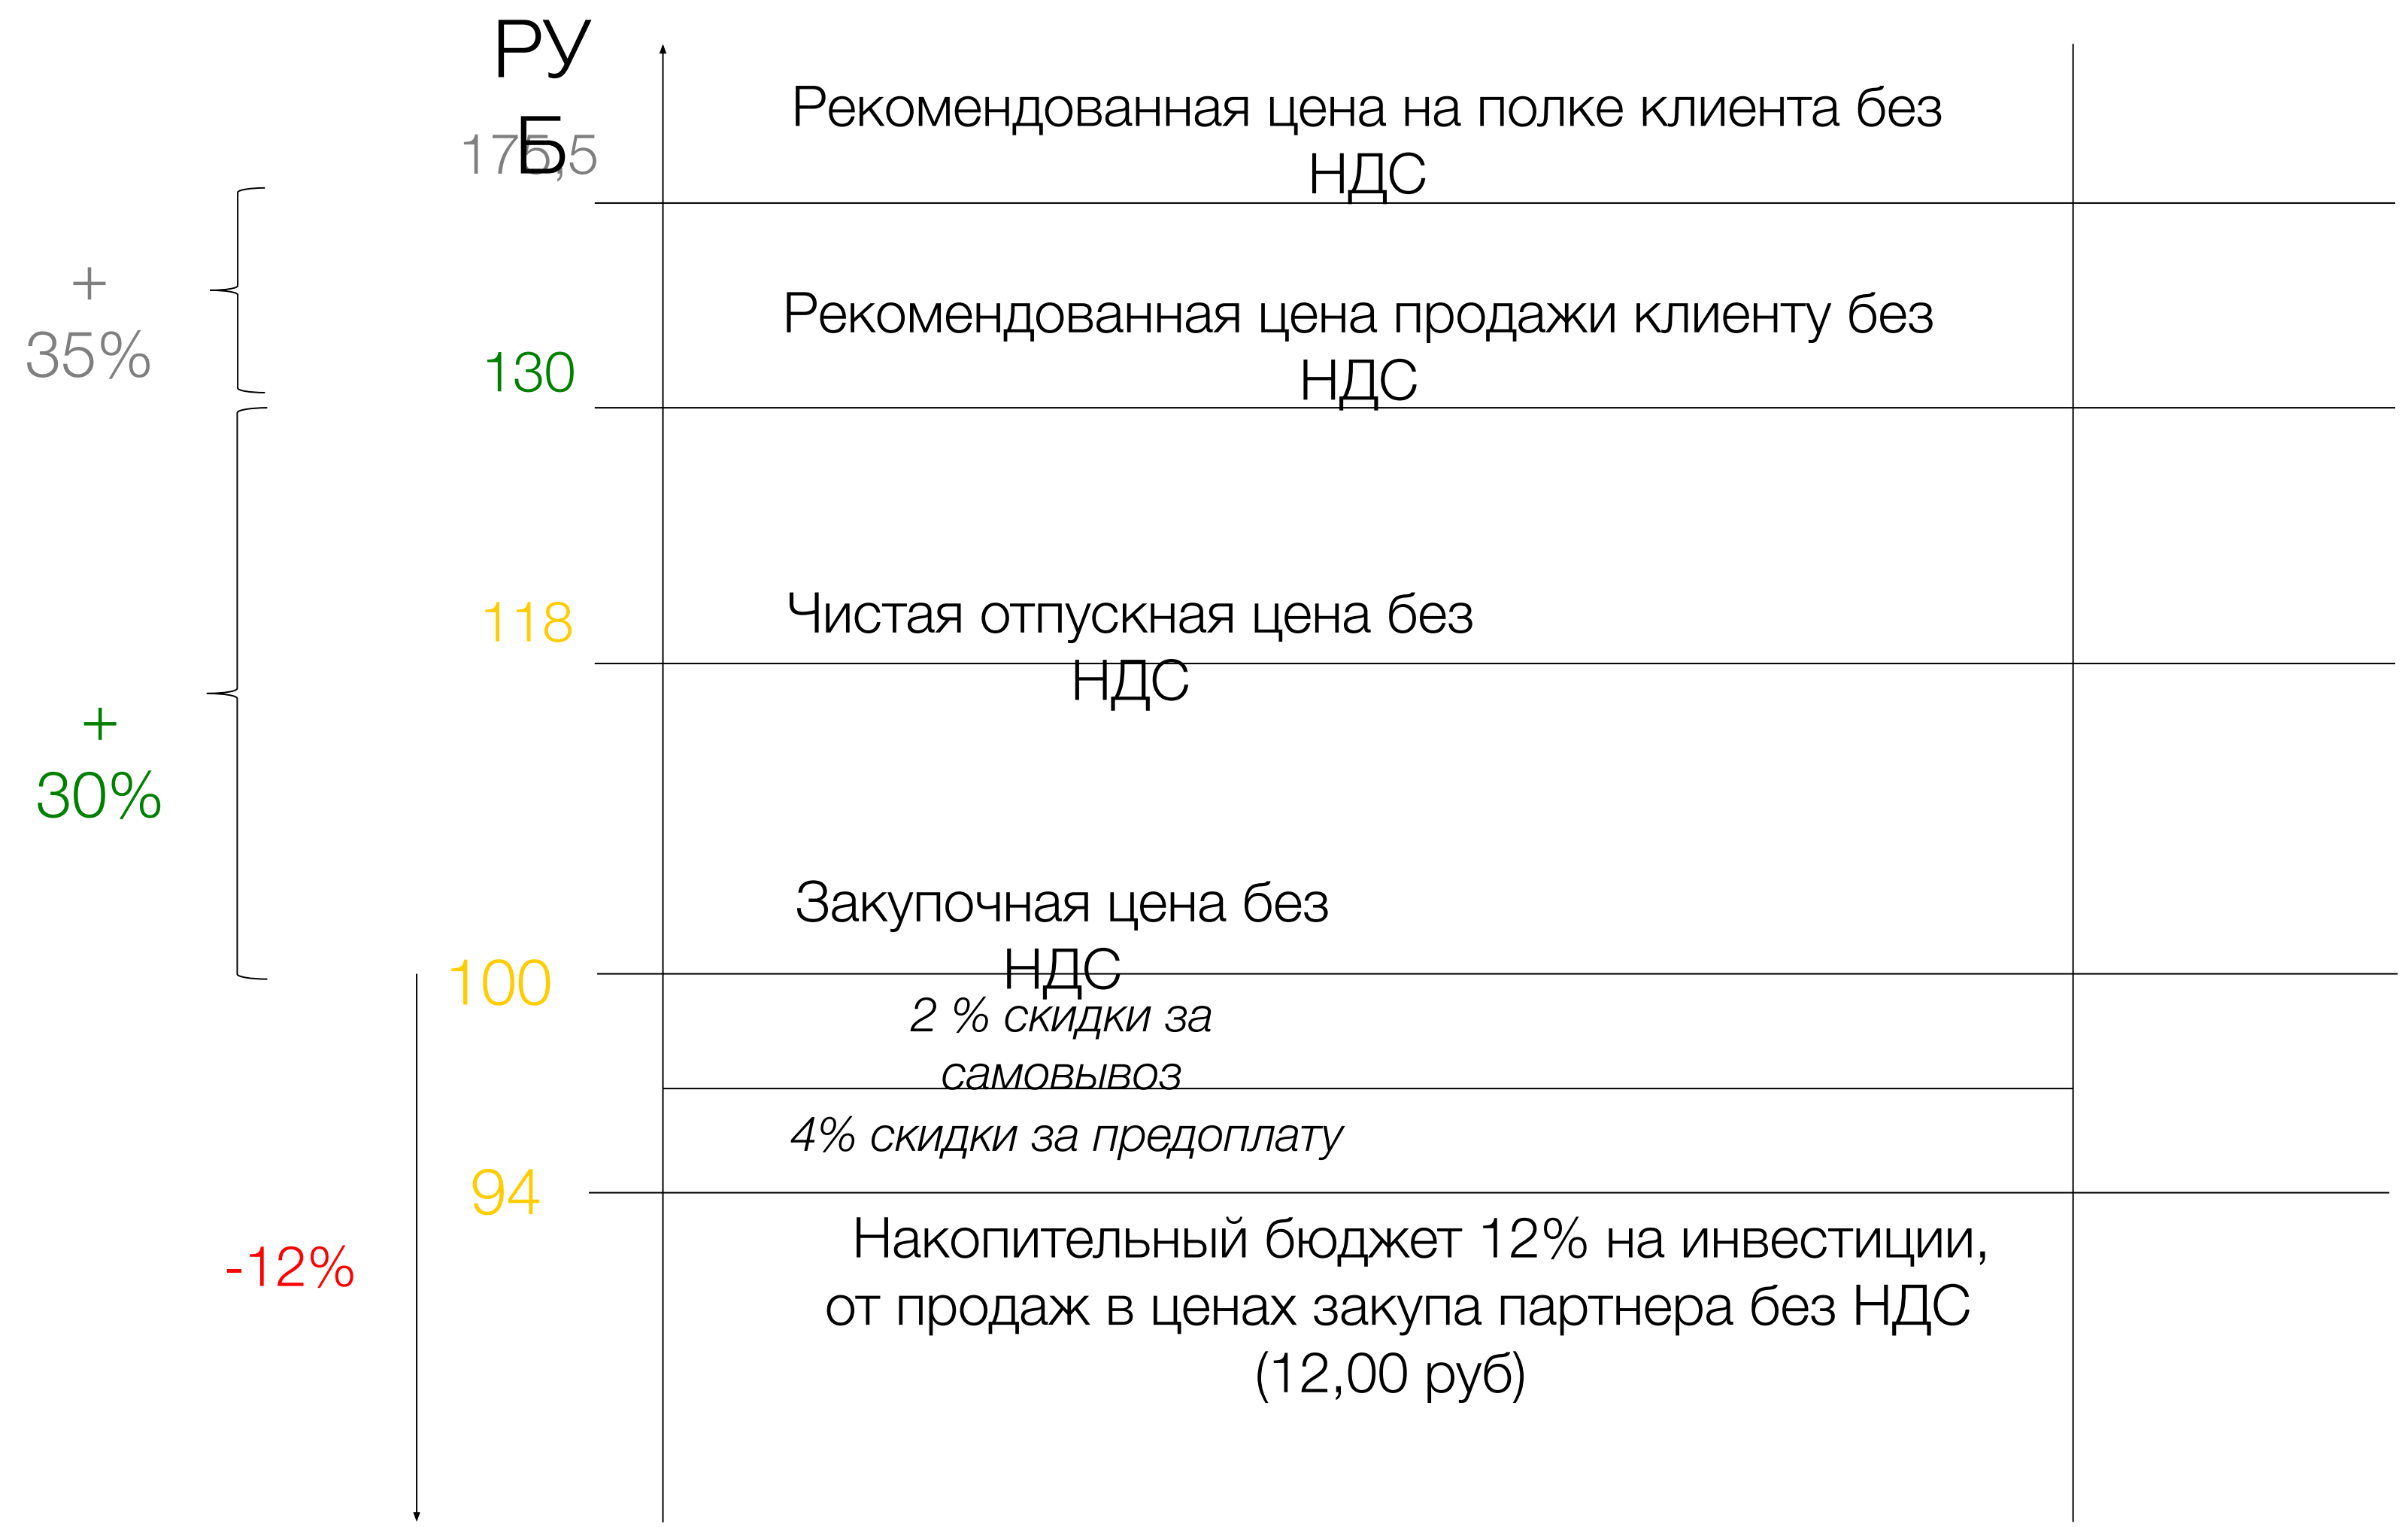 РУ
Б
175,5
Рекомендованная цена на полке клиента без
НДС
+
35%
Рекомендованная цена продажи клиенту без
НДС
130
118
Чистая отпускная цена без
НДС
+
30%
Закупочная цена без
НДС
100
2 % скидки за
самовывоз
4% скидки за предоплату
94
-12%
Накопительный бюджет 12% на инвестиции,
от продаж в ценах закупа партнера без НДС
(12,00 руб)